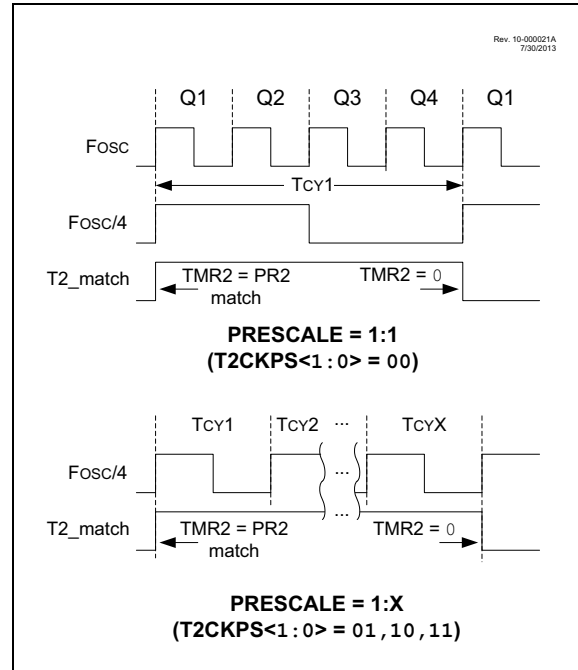 Rev. 10-000021A
7/30/2013
Q1 Q2 Q3 Q4 Q1
FOSC
TCY1
FOSC/4
T2_match
TMR2 = PR2
match
TMR2 = 0
PRESCALE = 1:1
(T2CKPS<1:0> = 00)
TCY1 TCY2 ... TCYX
FOSC/4
...
T2_match
...
TMR2 = PR2
match
TMR2 = 0
PRESCALE = 1:X
(T2CKPS<1:0> = 01,10,11)